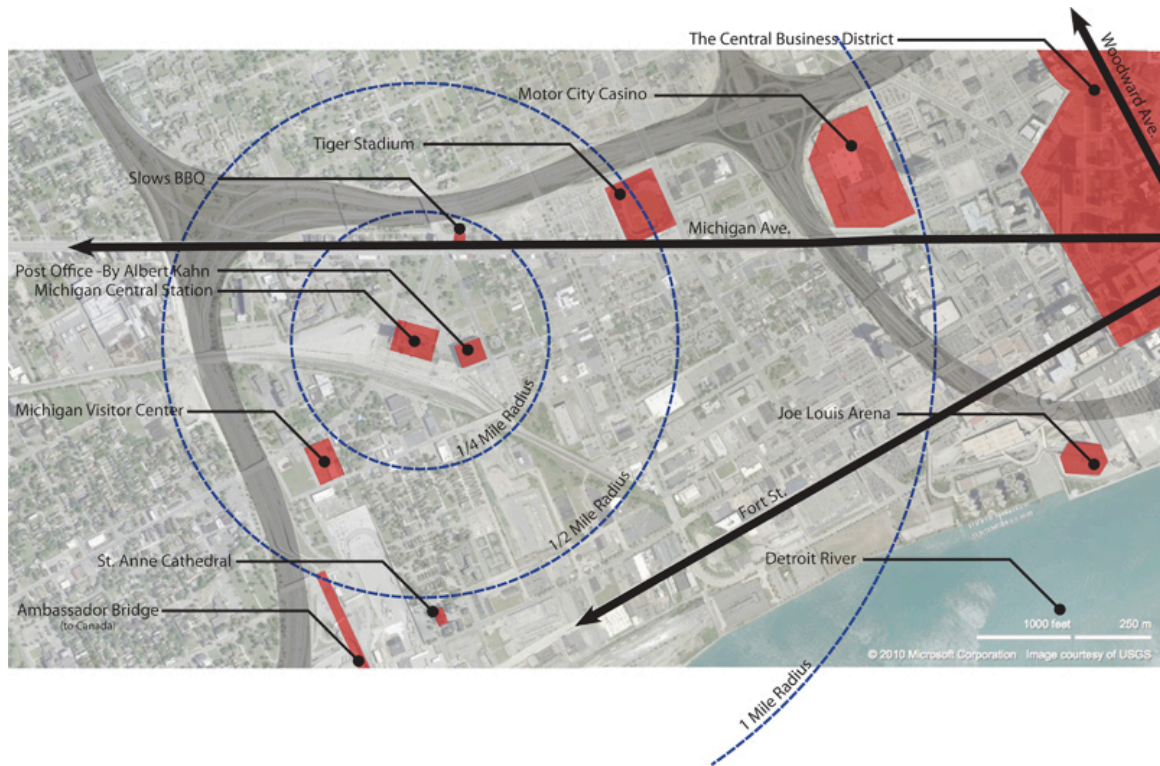 The Central Business District
Woodward Ave.
Motor City Casino
Tiger Stadium
Slows BBQ
Michigan Ave.
Post Office -By Albert Kahn
Michigan Central Station
Michigan Visitor Center
Joe Louis Arena
1/4 Mile Radius
1/2 Mile Radius
Fort St.
St. Anne Cathedral
Detroit River
Ambassador Bridge
(to Canada)
1000 feet 250 m
© 2010 Microsoft Corporation Image courtesy of USGS
1 Mile Radius